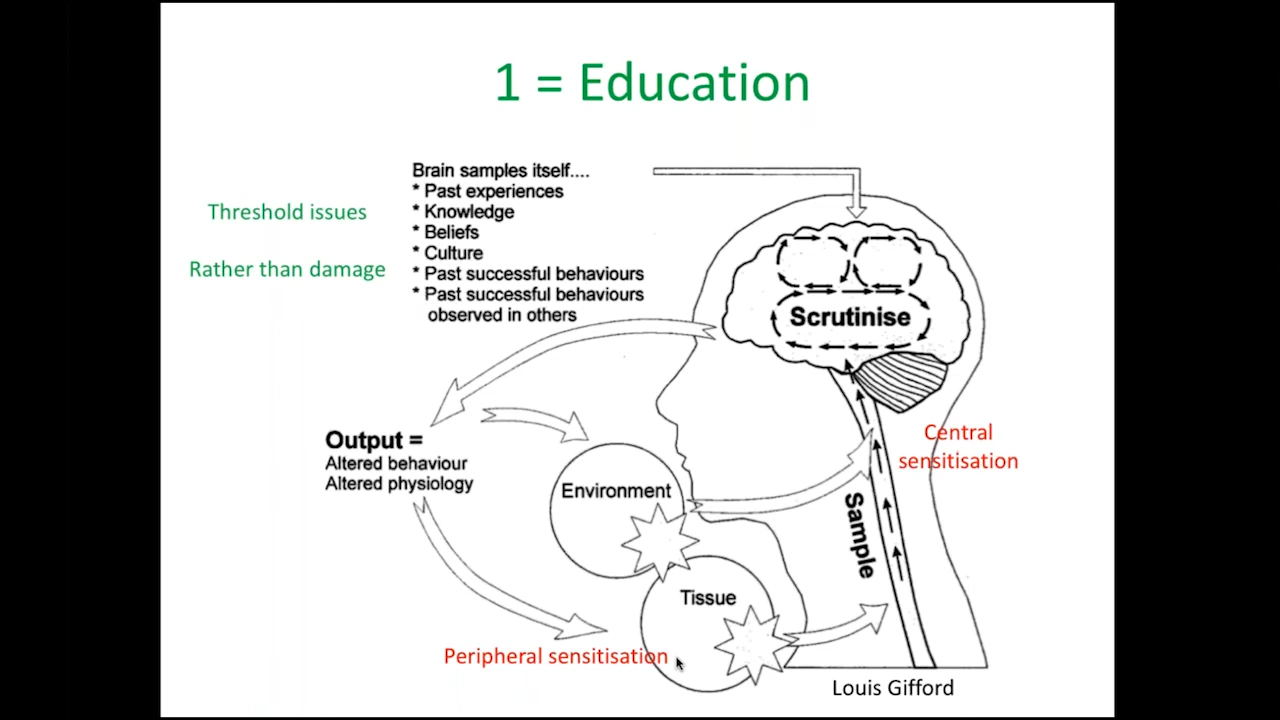 1 = Education
Brain samples itself....
* Past experiences
* Knowledge
* Beliefs
* Culture
* Past successful behaviours
* Past successful behaviours
observed in others
Threshold issues
Rather than damage
Scrutinise
Output =
Altered behaviour
Altered physiology
Central
sensitisation
Environment
Sample
Tissue
Peripheral sensitisation
Louis Gifford